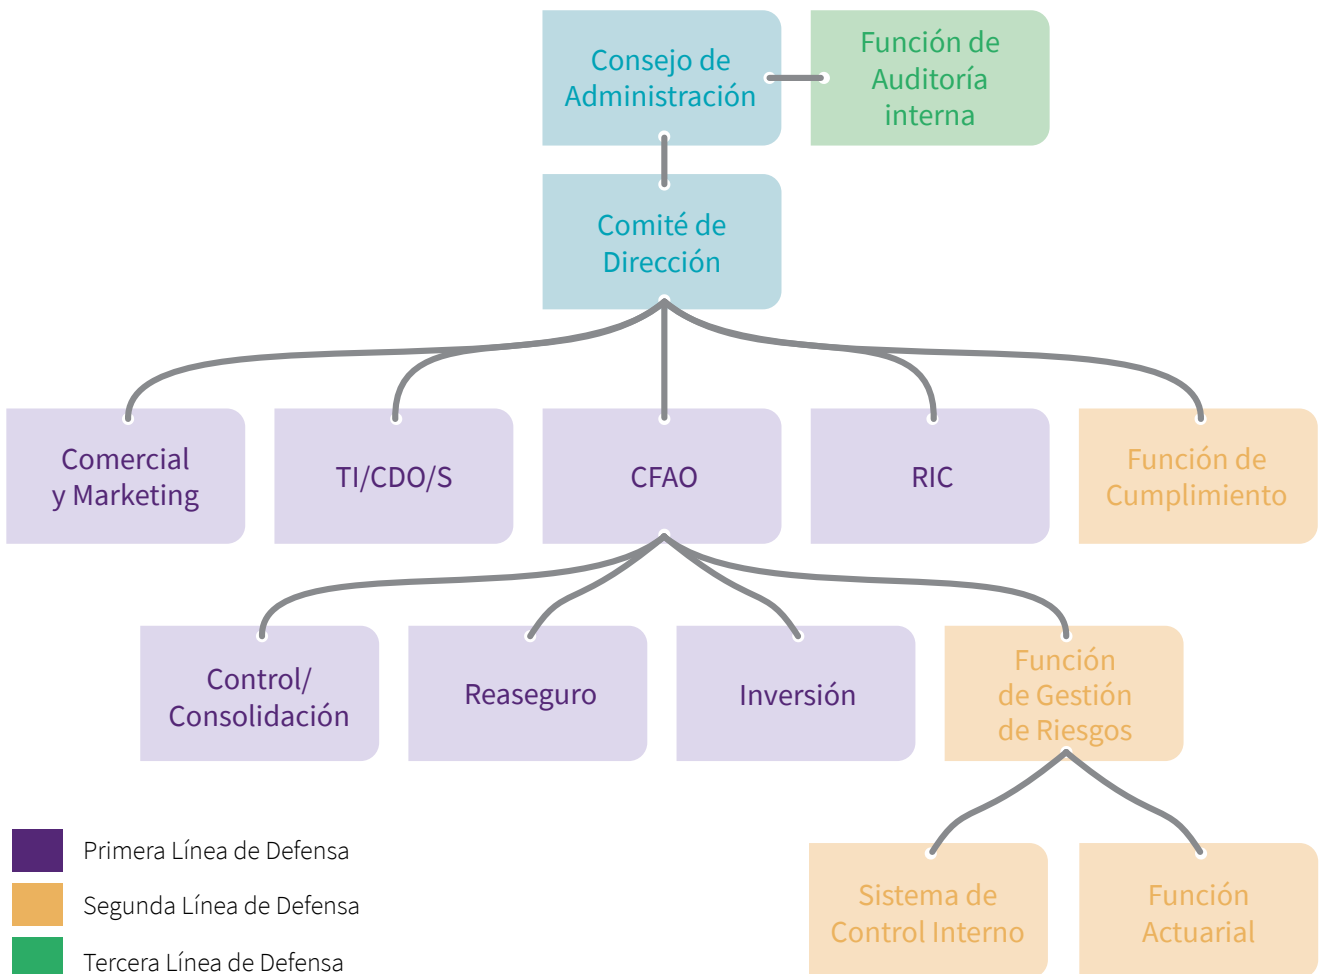 Consejo de
Administración
Función de
Auditoría
interna
Comité de
Dirección
Comercial
y Marketing
TI/CDO/S
CFAO
RIC
Función de
Cumplimiento
Control/
Consolidación
Reaseguro
Inversión
Función
de Gestión
de Riesgos
Sistema de
Control Interno
Función
Actuarial
Primera Línea de Defensa
Segunda Línea de Defensa
Tercera Línea de Defensa